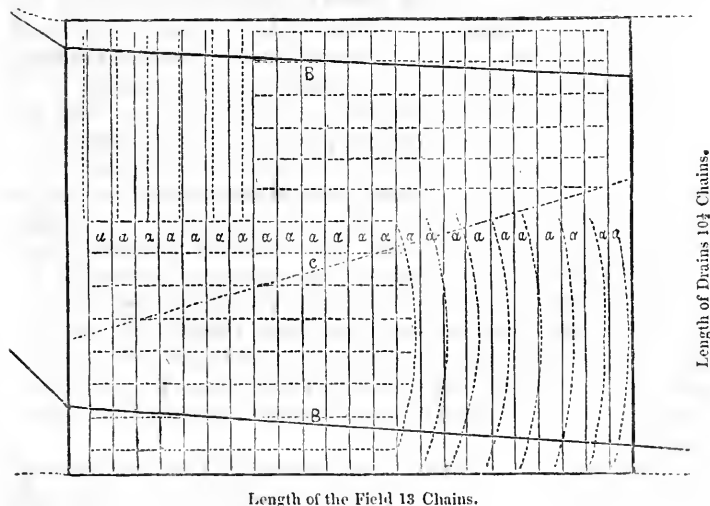 B
a a a a a a a a a a a a a a a a a a a a a a a
C
B
Length of Drains 10¼ Chains.
Length of the Field 13 Chains.